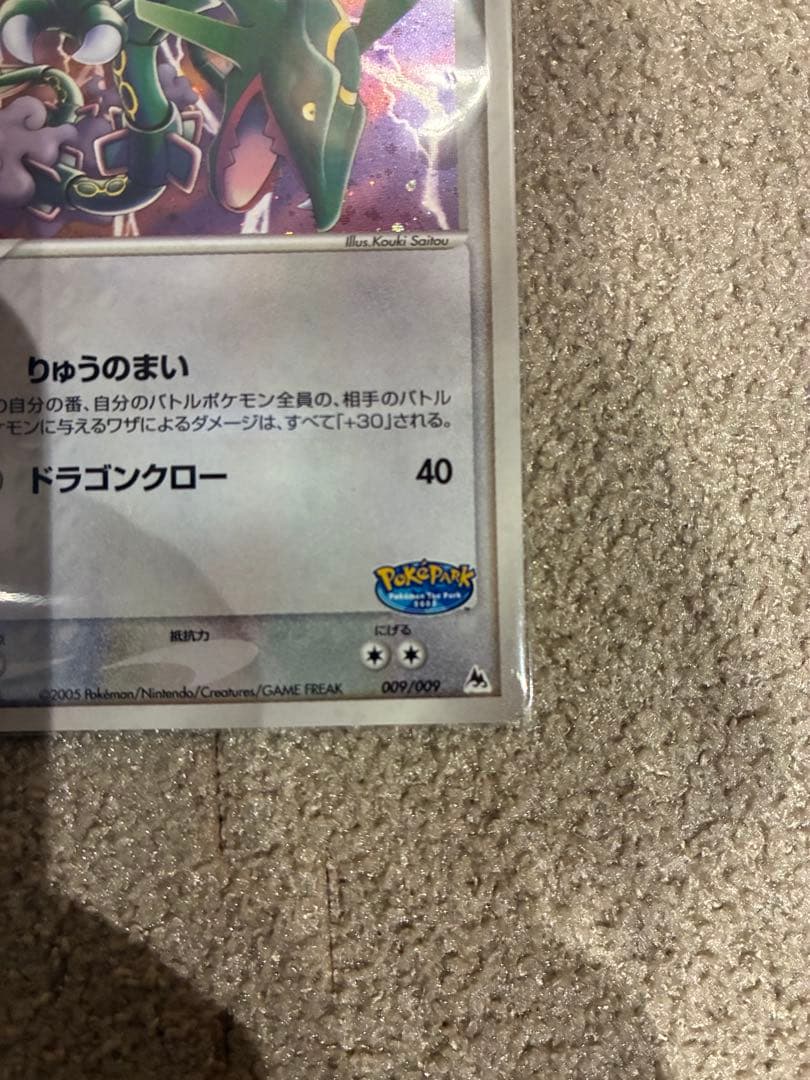 Illus.Kouki Saitou
りゅうのまい
の自分の番、自分のバトルポケモン全員の、相手のバトル
ケモンに与えるワザによるダメージは、すべて「+30」される。
ドラゴンクロー 40
POKéPARK
Pokémon The Park
2005
抵抗力 にげる
©2005 Pokémon/Nintendo/Creatures/GAME FREAK 009/009